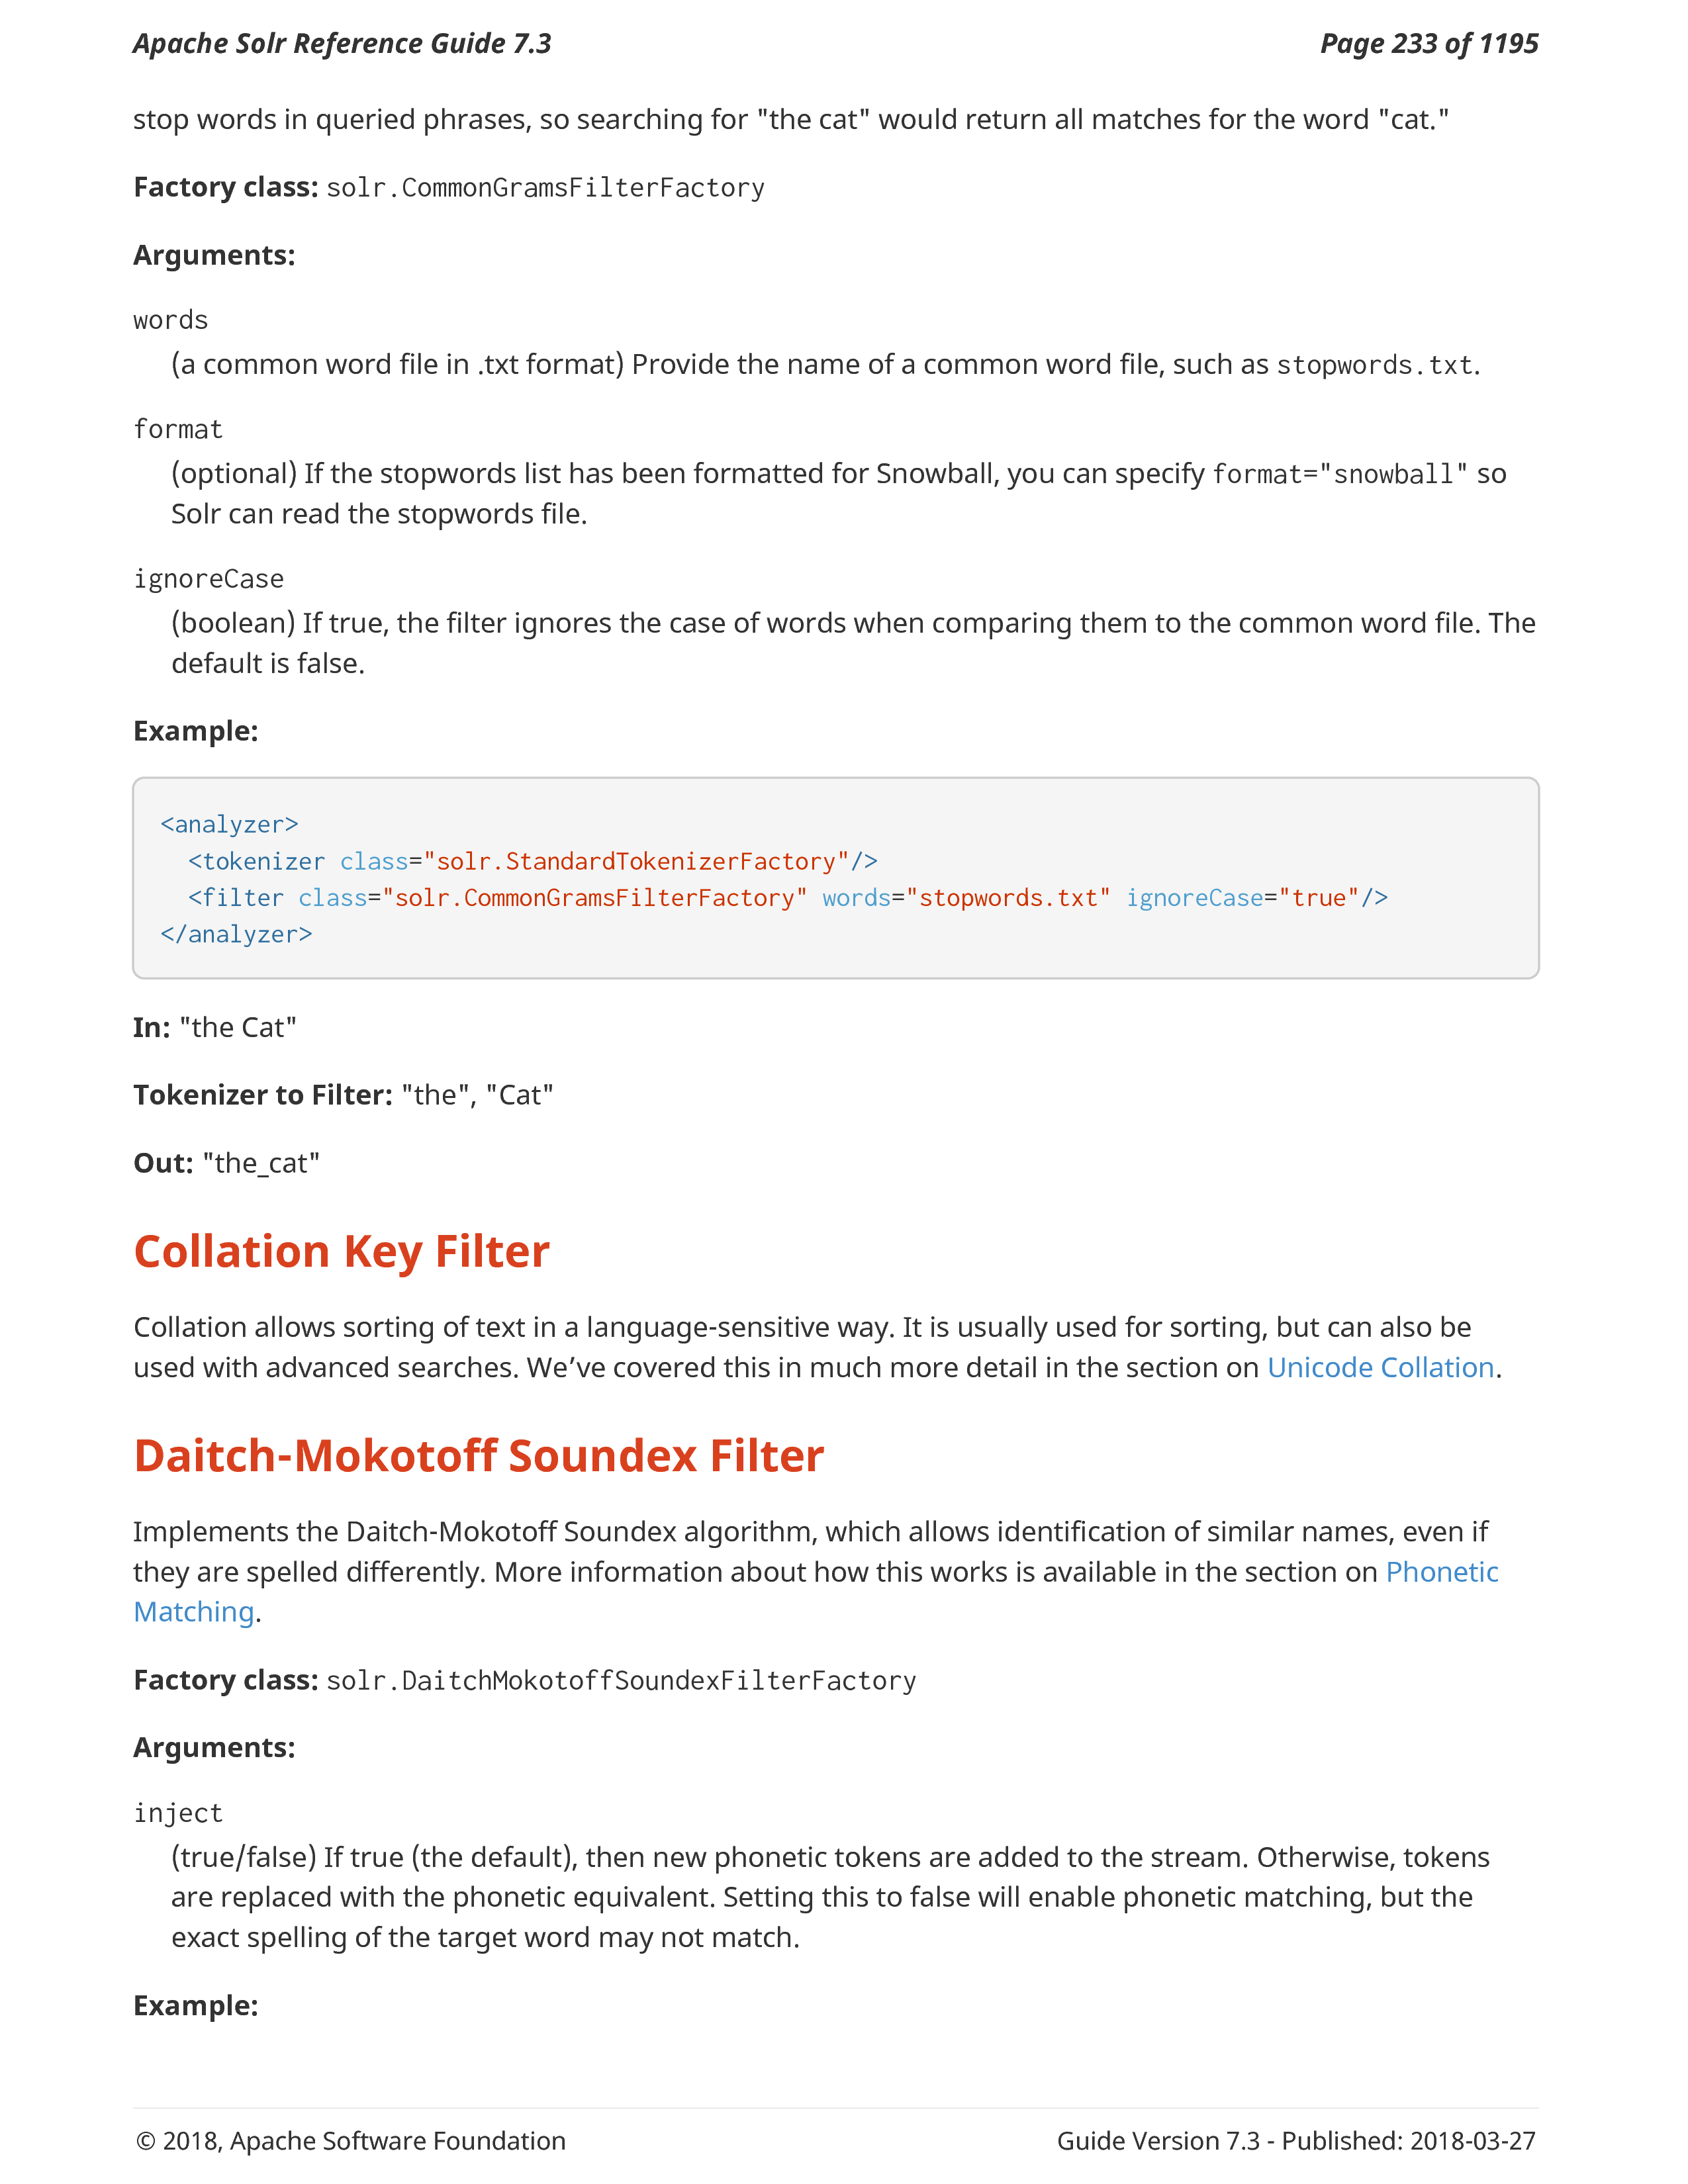 Apache Solr Reference Guide 7.3 Page 233 of 1195
stop words in queried phrases, so searching for "the cat" would return all matches for the word "cat."
Factory class: solr.CommonGramsFilterFactory
Arguments:
words
(a common word file in .txt format) Provide the name of a common word file, such as stopwords.txt.
format
(optional) If the stopwords list has been formatted for Snowball, you can specify format="snowball" so
Solr can read the stopwords file.
ignoreCase
(boolean) If true, the filter ignores the case of words when comparing them to the common word file. The
default is false.
Example:
<analyzer>
  <tokenizer class="solr.StandardTokenizerFactory"/>
  <filter class="solr.CommonGramsFilterFactory" words="stopwords.txt" ignoreCase="true"/>
</analyzer>
In: "the Cat"
Tokenizer to Filter: "the", "Cat"
Out: "the_cat"
Collation Key Filter
Collation allows sorting of text in a language-sensitive way. It is usually used for sorting, but can also be
used with advanced searches. We’ve covered this in much more detail in the section on Unicode Collation.
Daitch-Mokotoff Soundex Filter
Implements the Daitch-Mokotoff Soundex algorithm, which allows identification of similar names, even if
they are spelled differently. More information about how this works is available in the section on Phonetic
Matching.
Factory class: solr.DaitchMokotoffSoundexFilterFactory
Arguments:
inject
(true/false) If true (the default), then new phonetic tokens are added to the stream. Otherwise, tokens
are replaced with the phonetic equivalent. Setting this to false will enable phonetic matching, but the
exact spelling of the target word may not match.
Example:
© 2018, Apache Software Foundation Guide Version 7.3 - Published: 2018-03-27